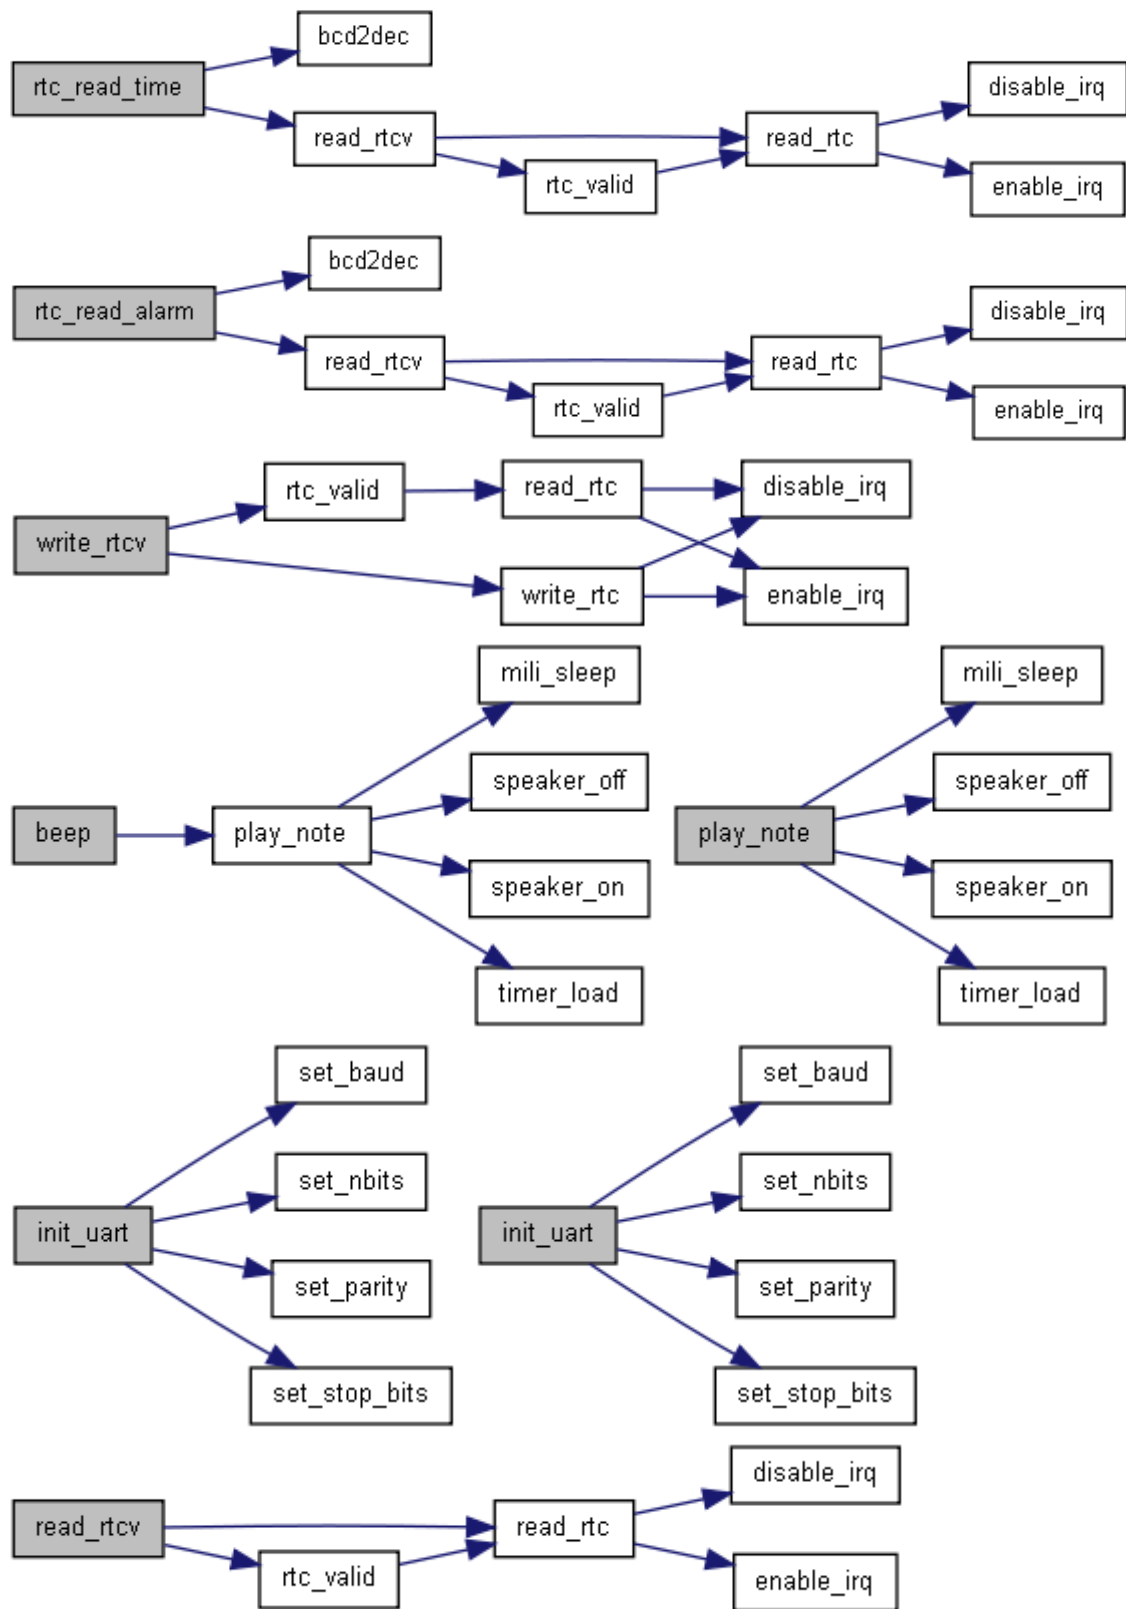 bcd2dec
rtc_read_time
disable_irq
read_rtcv
read_rtc
rtc_valid
enable_irq
bcd2dec
rtc_read_alarm
disable_irq
read_rtcv
read_rtc
rtc_valid
enable_irq
rtc_valid
read_rtc
disable_irq
write_rtcv
write_rtc
enable_irq
mili_sleep
speaker_off
beep
play_note
speaker_on
timer_load
mili_sleep
speaker_off
play_note
speaker_on
timer_load
set_baud
set_nbits
init_uart
set_parity
set_stop_bits
set_baud
set_nbits
init_uart
set_parity
set_stop_bits
disable_irq
read_rtcv
read_rtc
rtc_valid
enable_irq